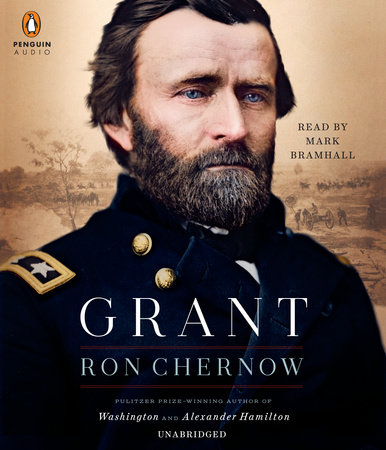 PENGUIN
AUDIO
READ BY
MARK
BRAMHALL
GRANT
RON CHERNOW
PULITZER PRIZE–WINNING AUTHOR OF
Washington AND Alexander Hamilton
UNABRIDGED